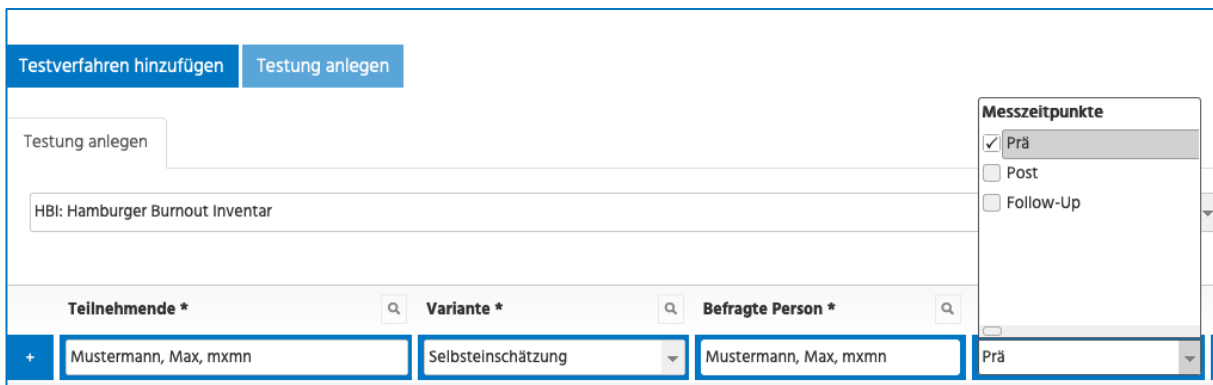 Testverfahren hinzufügen
Testung anlegen
Messzeitpunkte
Prä
Post
Follow-Up
Testung anlegen
HBI: Hamburger Burnout Inventar
Teilnehmende *
Variante *
Befragte Person *
+
Mustermann, Max, mxmn
Selbsteinschätzung
Mustermann, Max, mxmn
Prä